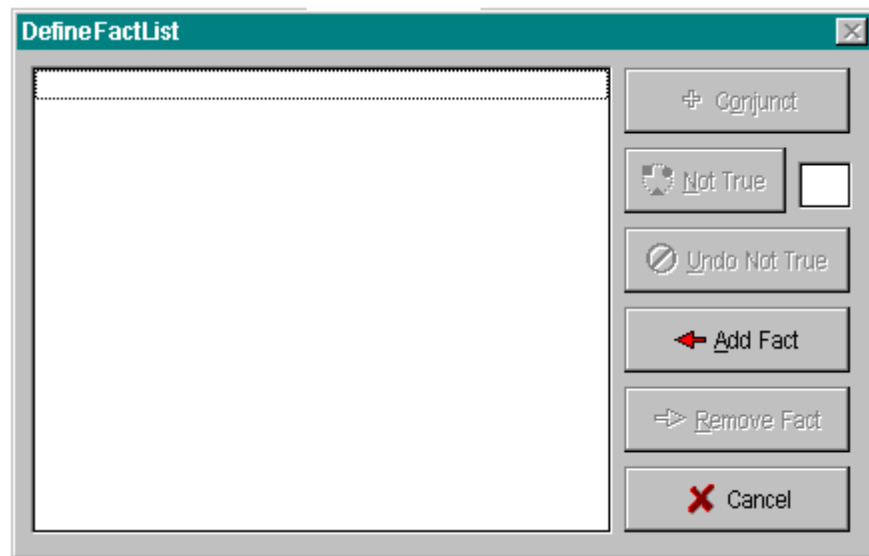 DefineFactList
Conjunct
Not True
Undo Not True
Add Fact
Remove Fact
Cancel